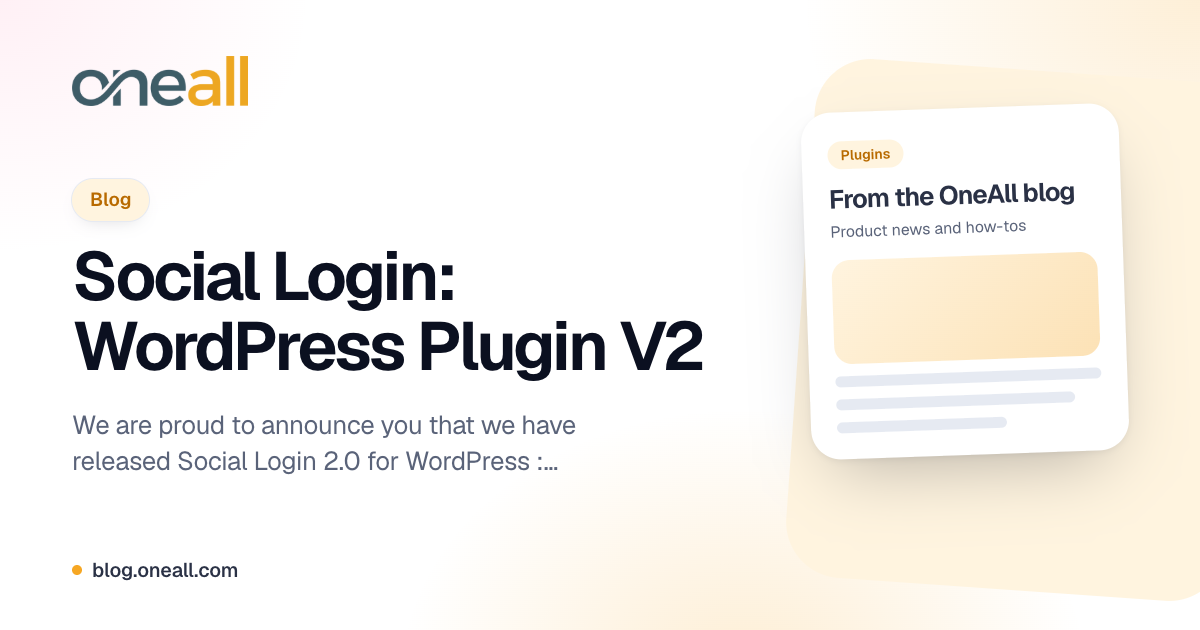 oneall
Blog
Social Login:
WordPress Plugin V2
We are proud to announce you that we have
released Social Login 2.0 for WordPress :...
blog.oneall.com
Plugins
From the OneAll blog
Product news and how-tos